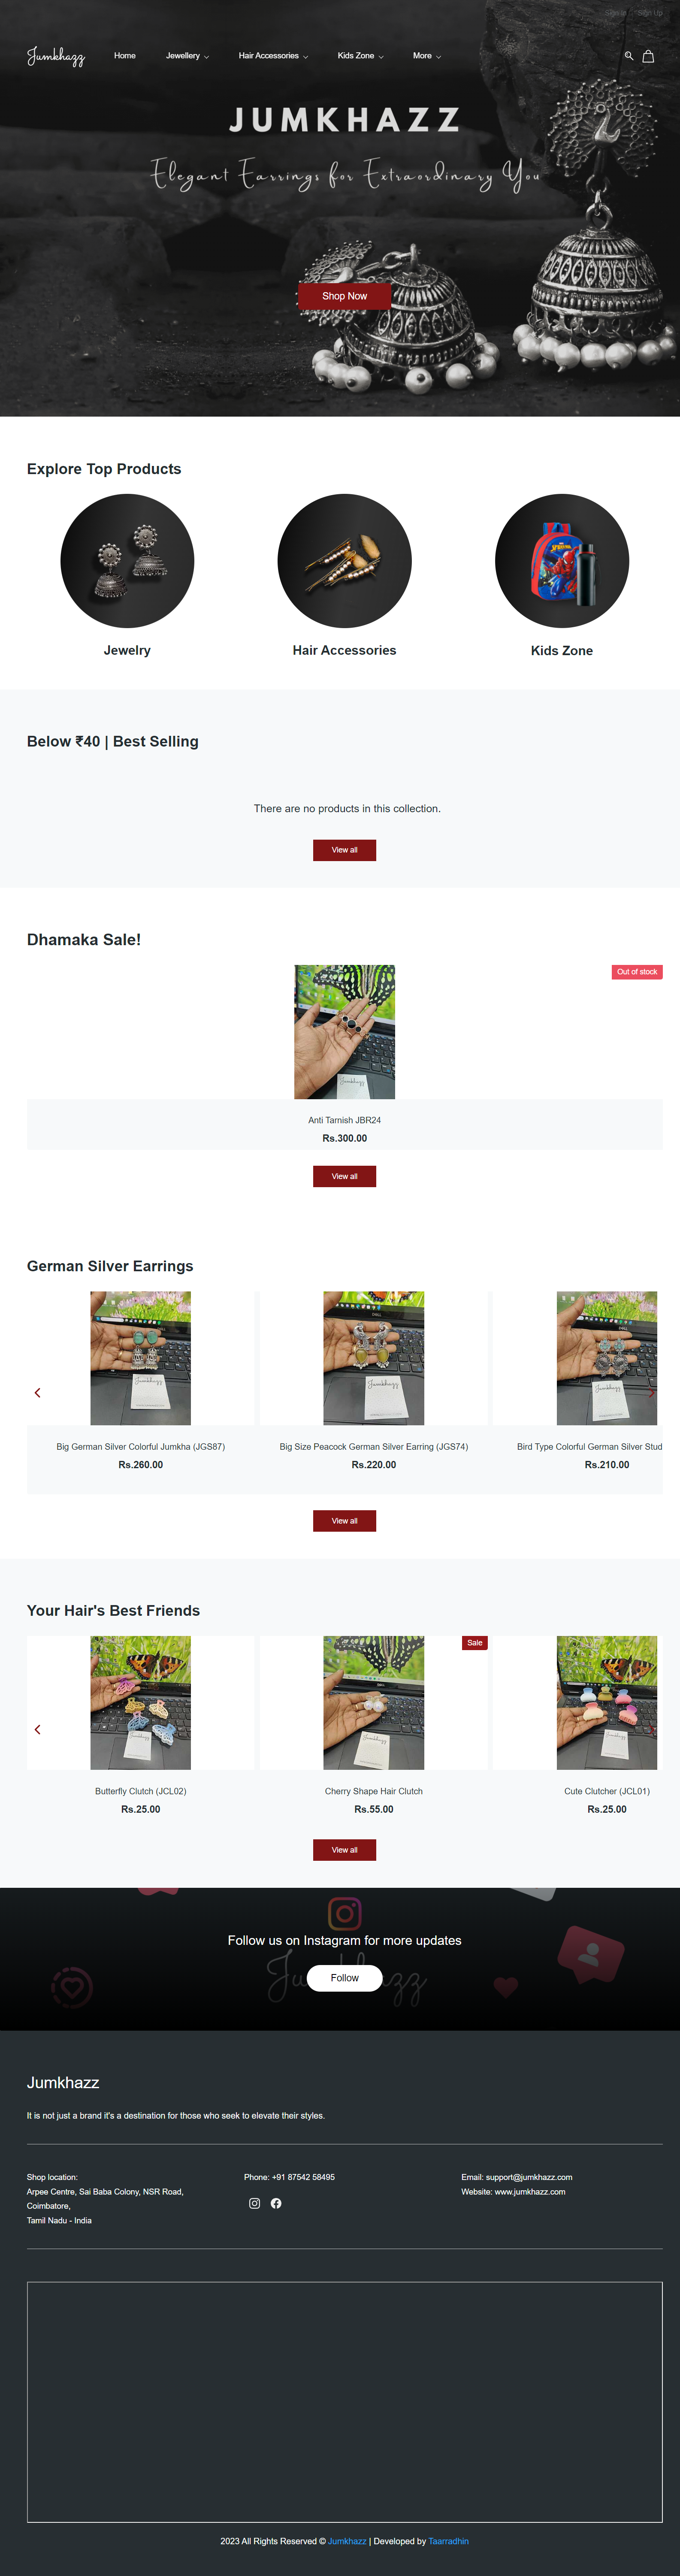 Sign In
Sign Up
Jumkhazz
Home
Jewellery
Hair Accessories
Kids Zone
More
JUMKHAZZ
Elegant Earrings for Extraordinary You
Shop Now
Explore Top Products
Jewelry
Hair Accessories
Kids Zone
Below ₹40 | Best Selling
There are no products in this collection.
View all
Dhamaka Sale!
Out of stock
Jumkhazz
Anti Tarnish JBR24
Rs.300.00
View all
German Silver Earrings
Jumkhazz
Jumkhazz
Jumkhazz
Big German Silver Colorful Jumkha (JGS87)
Rs.260.00
Big Size Peacock German Silver Earring (JGS74)
Rs.220.00
Bird Type Colorful German Silver Stud
Rs.210.00
View all
Your Hair's Best Friends
Sale
Jumkhazz
Jumkhazz
Jumkhazz
Butterfly Clutch (JCL02)
Rs.25.00
Cherry Shape Hair Clutch
Rs.55.00
Cute Clutcher (JCL01)
Rs.25.00
View all
Follow us on Instagram for more updates
Jumkhazz
Follow
Jumkhazz
It is not just a brand it's a destination for those who seek to elevate their styles.
Shop location:
Arpee Centre, Sai Baba Colony, NSR Road,
Coimbatore,
Tamil Nadu - India
Phone: +91 87542 58495
Email: support@jumkhazz.com
Website: www.jumkhazz.com
2023 All Rights Reserved © Jumkhazz | Developed by Taarradhin